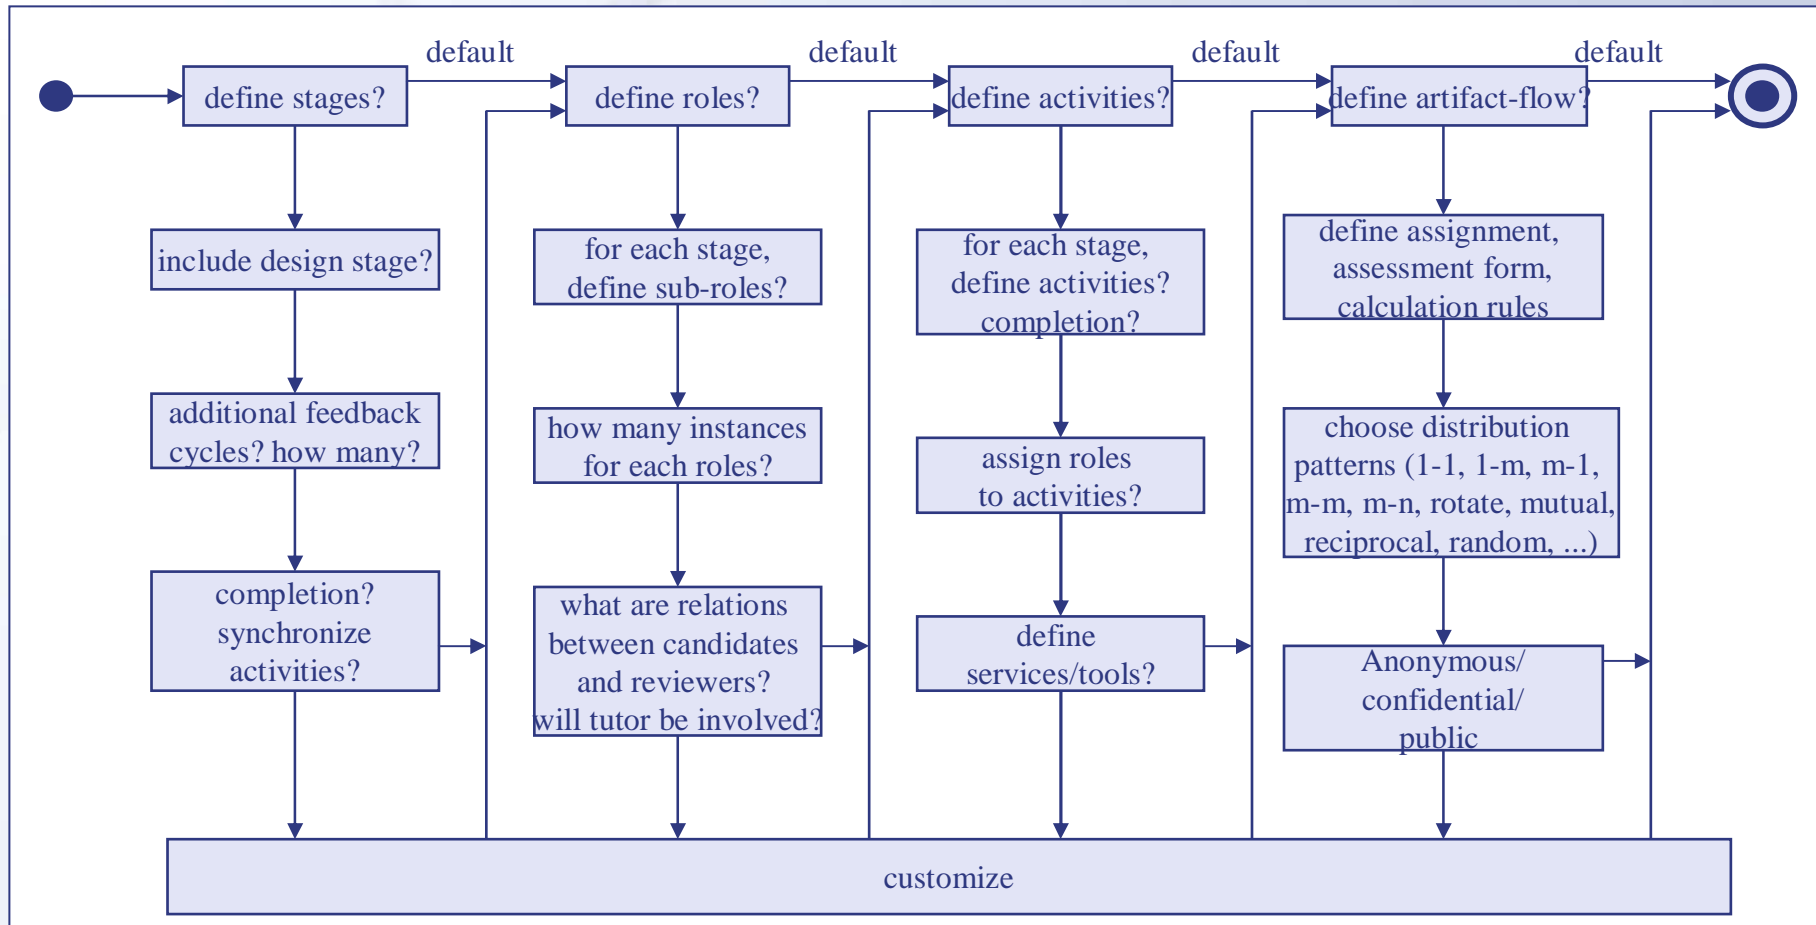 default
default
default
default
define stages?
define roles?
define activities?
define artifact-flow?
include design stage?
additional feedback
cycles? how many?
completion?
synchronize
activities?
for each stage,
define sub-roles?
how many instances
for each roles?
what are relations
between candidates
and reviewers?
will tutor be involved?
for each stage,
define activities?
completion?
assign roles
to activities?
define
services/tools?
define assignment,
assessment form,
calculation rules
choose distribution
patterns (1-1, 1-m, m-1,
m-m, m-n, rotate, mutual,
reciprocal, random, ...)
Anonymous/
confidential/
public
customize